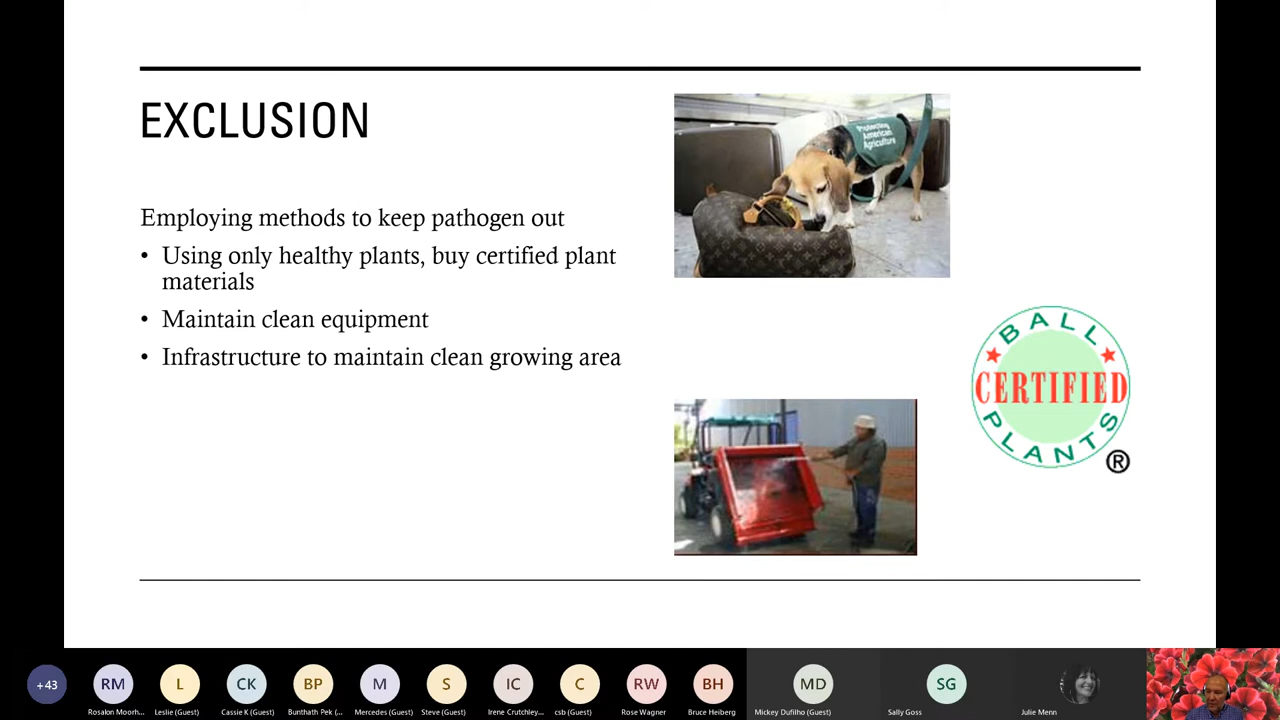 EXCLUSION
Employing methods to keep pathogen out
• Using only healthy plants, buy certified plant
materials
• Maintain clean equipment
• Infrastructure to maintain clean growing area
Protecting
American
Agriculture
BALL
CERTIFIED
PLANTS
®
+43
RM
L
CK
BP
M
S
IC
C
RW
BH
MD
SG
Rosalon Moorh...
Leslie (Guest)
Cassie K (Guest)
Bunthath Pek (...
Mercedes (Guest)
Steve (Guest)
Irene Crutchley...
csb (Guest)
Rose Wagner
Bruce Heiberg
Mickey Dufilho (Guest)
Sally Goss
Julie Menn